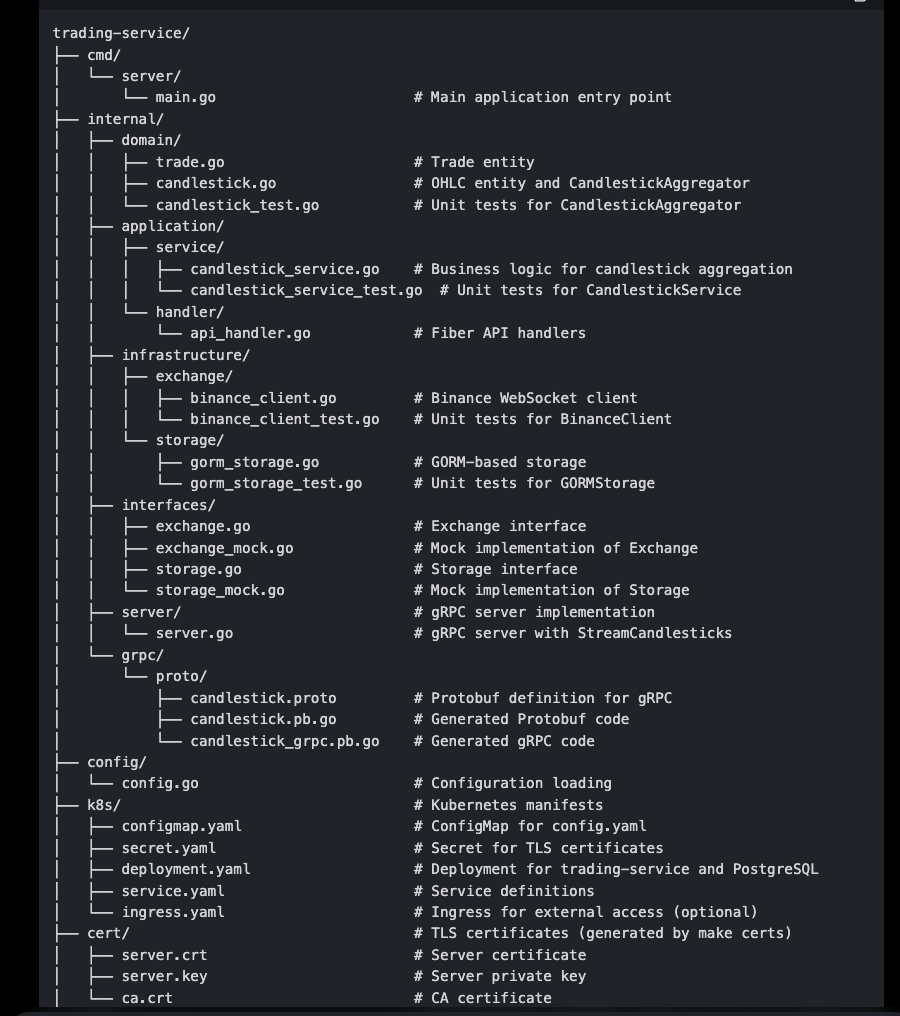 trading-service/
├── cmd/
│   └── server/
│       └── main.go                       # Main application entry point
├── internal/
│   ├── domain/
│   │   ├── trade.go                      # Trade entity
│   │   ├── candlestick.go                # OHLC entity and CandlestickAggregator
│   │   └── candlestick_test.go           # Unit tests for CandlestickAggregator
│   ├── application/
│   │   ├── service/
│   │   │   ├── candlestick_service.go    # Business logic for candlestick aggregation
│   │   │   └── candlestick_service_test.go  # Unit tests for CandlestickService
│   │   └── handler/
│   │       └── api_handler.go            # Fiber API handlers
│   ├── infrastructure/
│   │   ├── exchange/
│   │   │   ├── binance_client.go         # Binance WebSocket client
│   │   │   └── binance_client_test.go    # Unit tests for BinanceClient
│   │   └── storage/
│   │       ├── gorm_storage.go           # GORM-based storage
│   │       └── gorm_storage_test.go      # Unit tests for GORMStorage
│   ├── interfaces/
│   │   ├── exchange.go                   # Exchange interface
│   │   ├── exchange_mock.go              # Mock implementation of Exchange
│   │   ├── storage.go                    # Storage interface
│   │   └── storage_mock.go               # Mock implementation of Storage
│   ├── server/                           # gRPC server implementation
│   │   └── server.go                     # gRPC server with StreamCandlesticks
│   └── grpc/
│       └── proto/
│           ├── candlestick.proto         # Protobuf definition for gRPC
│           ├── candlestick.pb.go         # Generated Protobuf code
│           └── candlestick_grpc.pb.go    # Generated gRPC code
├── config/
│   └── config.go                         # Configuration loading
├── k8s/                                  # Kubernetes manifests
│   ├── configmap.yaml                    # ConfigMap for config.yaml
│   ├── secret.yaml                       # Secret for TLS certificates
│   ├── deployment.yaml                   # Deployment for trading-service and PostgreSQL
│   ├── service.yaml                      # Service definitions
│   └── ingress.yaml                      # Ingress for external access (optional)
├── cert/                                 # TLS certificates (generated by make certs)
│   ├── server.crt                        # Server certificate
│   ├── server.key                        # Server private key
│   └── ca.crt                            # CA certificate